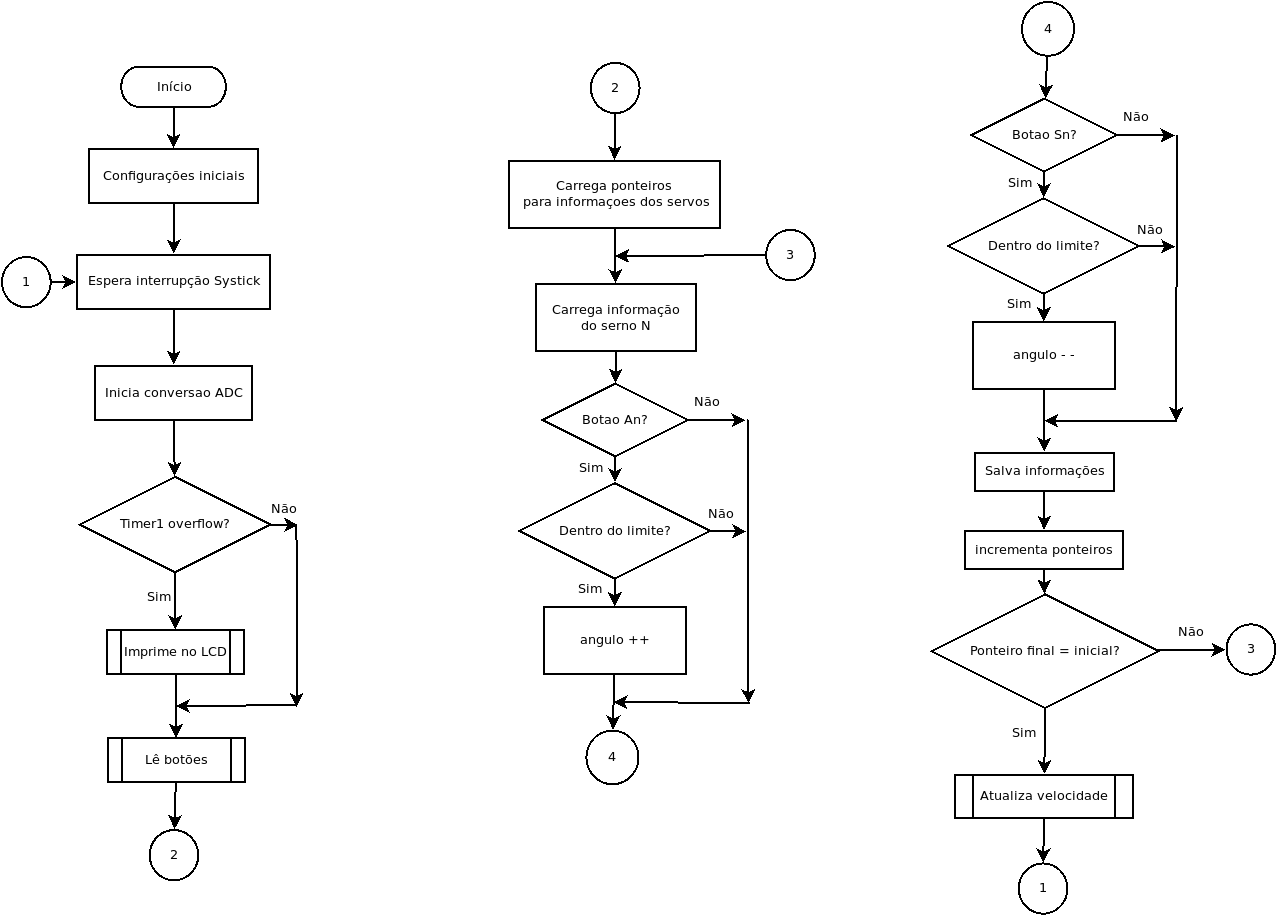 Início
Configurações iniciais
1
Espera interrupção Systick
Inicia conversao ADC
Timer1 overflow?
Não
Sim
Imprime no LCD
Lê botões
2
2
Carrega ponteiros
para informaçoes dos servos
3
Carrega informação
do serno N
Botao An?
Não
Sim
Dentro do limite?
Não
Sim
angulo ++
4
4
Botao Sn?
Não
Sim
Dentro do limite?
Não
Sim
angulo - -
Salva informações
incrementa ponteiros
Ponteiro final = inicial?
Não
3
Sim
Atualiza velocidade
1